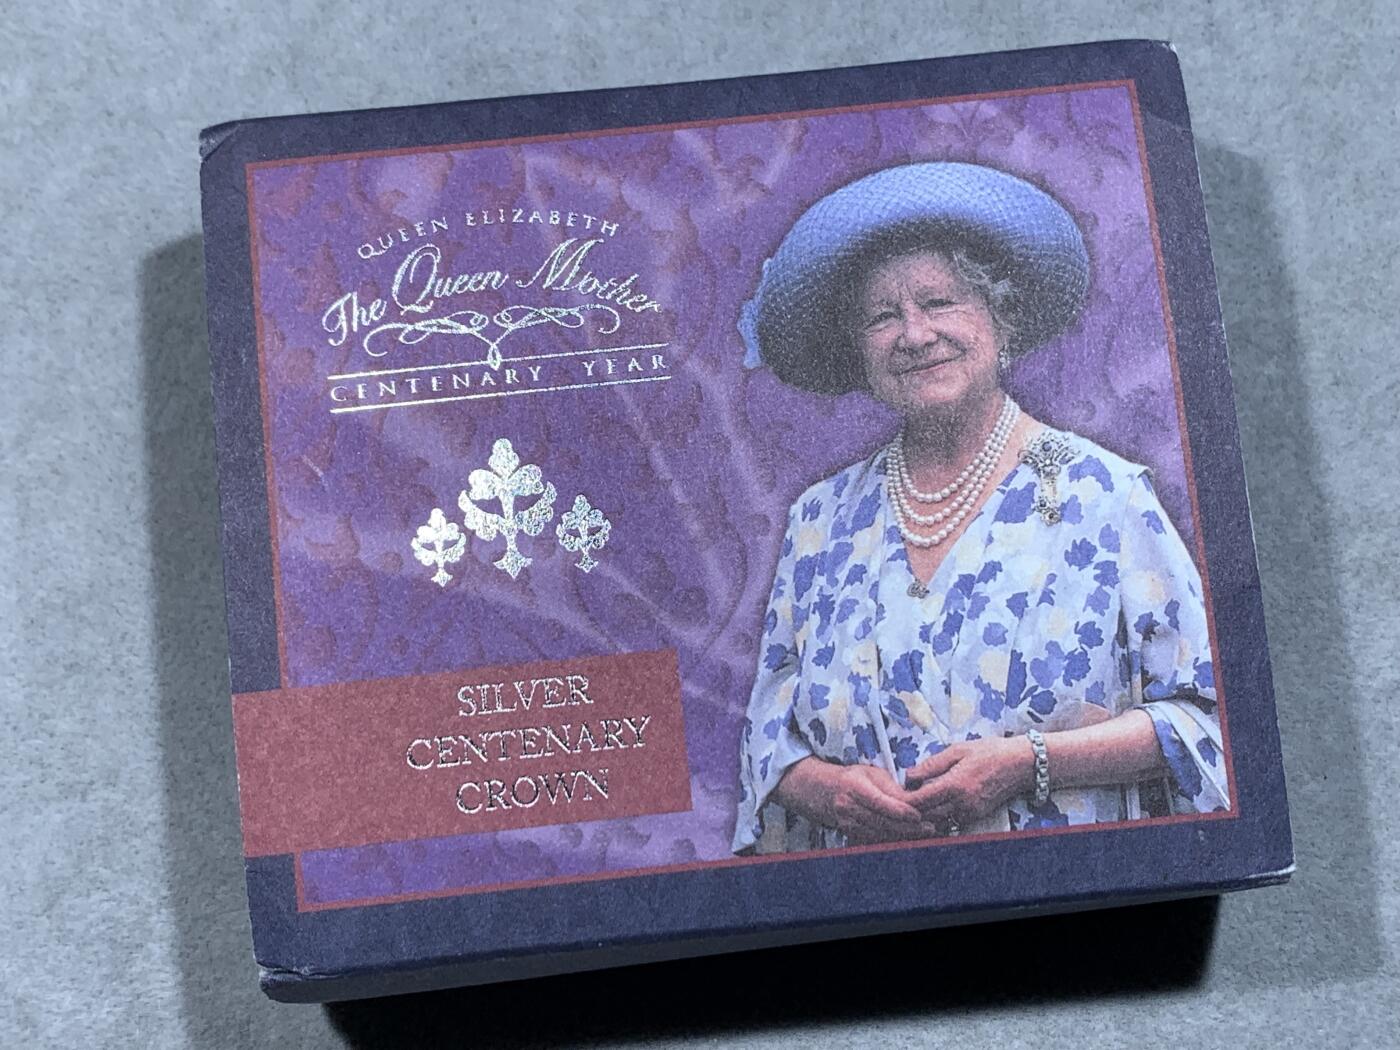 QUEEN ELIZABETH
The Queen Mother
CENTENARY YEAR
SILVER
CENTENARY
CROWN